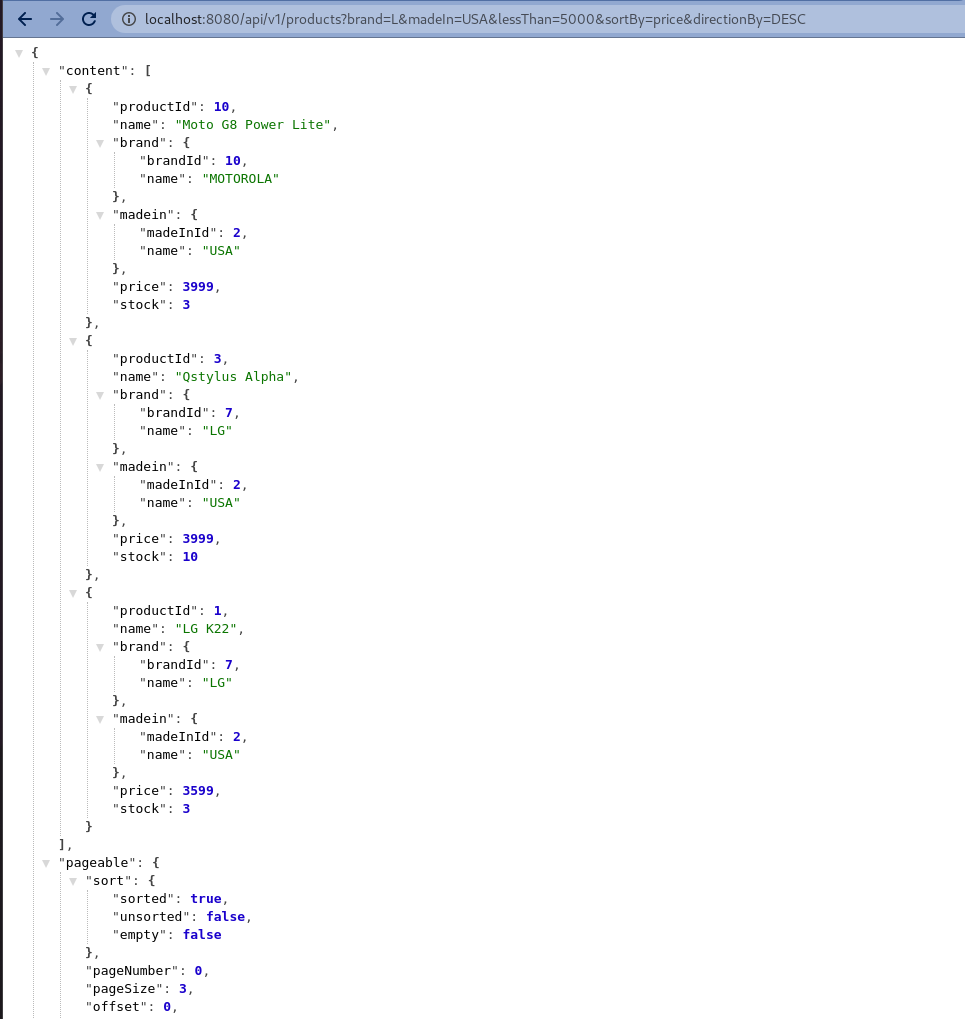 localhost:8080/api/v1/products?brand=L&madeIn=USA&lessThan=5000&sortBy=price&directionBy=DESC
{
"content": [
{
"productId": 10,
"name": "Moto G8 Power Lite",
"brand": {
"brandId": 10,
"name": "MOTOROLA"
},
"madein": {
"madeInId": 2,
"name": "USA"
},
"price": 3999,
"stock": 3
},
{
"productId": 3,
"name": "Qstylus Alpha",
"brand": {
"brandId": 7,
"name": "LG"
},
"madein": {
"madeInId": 2,
"name": "USA"
},
"price": 3999,
"stock": 10
},
{
"productId": 1,
"name": "LG K22",
"brand": {
"brandId": 7,
"name": "LG"
},
"madein": {
"madeInId": 2,
"name": "USA"
},
"price": 3599,
"stock": 3
}
],
"pageable": {
"sort": {
"sorted": true,
"unsorted": false,
"empty": false
},
"pageNumber": 0,
"pageSize": 3,
"offset": 0,